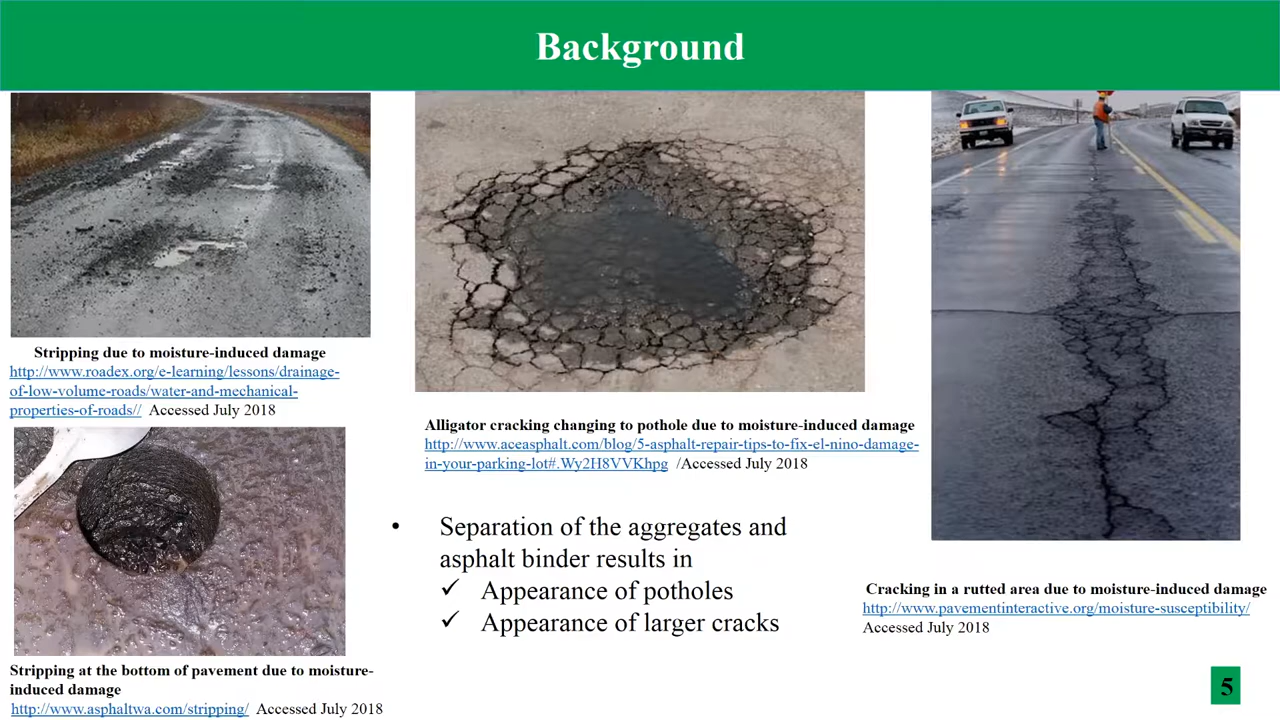 Background
Stripping due to moisture-induced damage
http://www.roadex.org/e-learning/lessons/drainage-
of-low-volume-roads/water-and-mechanical-
properties-of-roads// Accessed July 2018
Stripping at the bottom of pavement due to moisture-
induced damage
http://www.asphaltwa.com/stripping/ Accessed July 2018
Alligator cracking changing to pothole due to moisture-induced damage
http://www.aceasphalt.com/blog/5-asphalt-repair-tips-to-fix-el-nino-damage-
in-your-parking-lot#.Wy2H8VVKhpg /Accessed July 2018
• Separation of the aggregates and
asphalt binder results in
✓ Appearance of potholes
✓ Appearance of larger cracks
Cracking in a rutted area due to moisture-induced damage
http://www.pavementinteractive.org/moisture-susceptibility/
Accessed July 2018
5